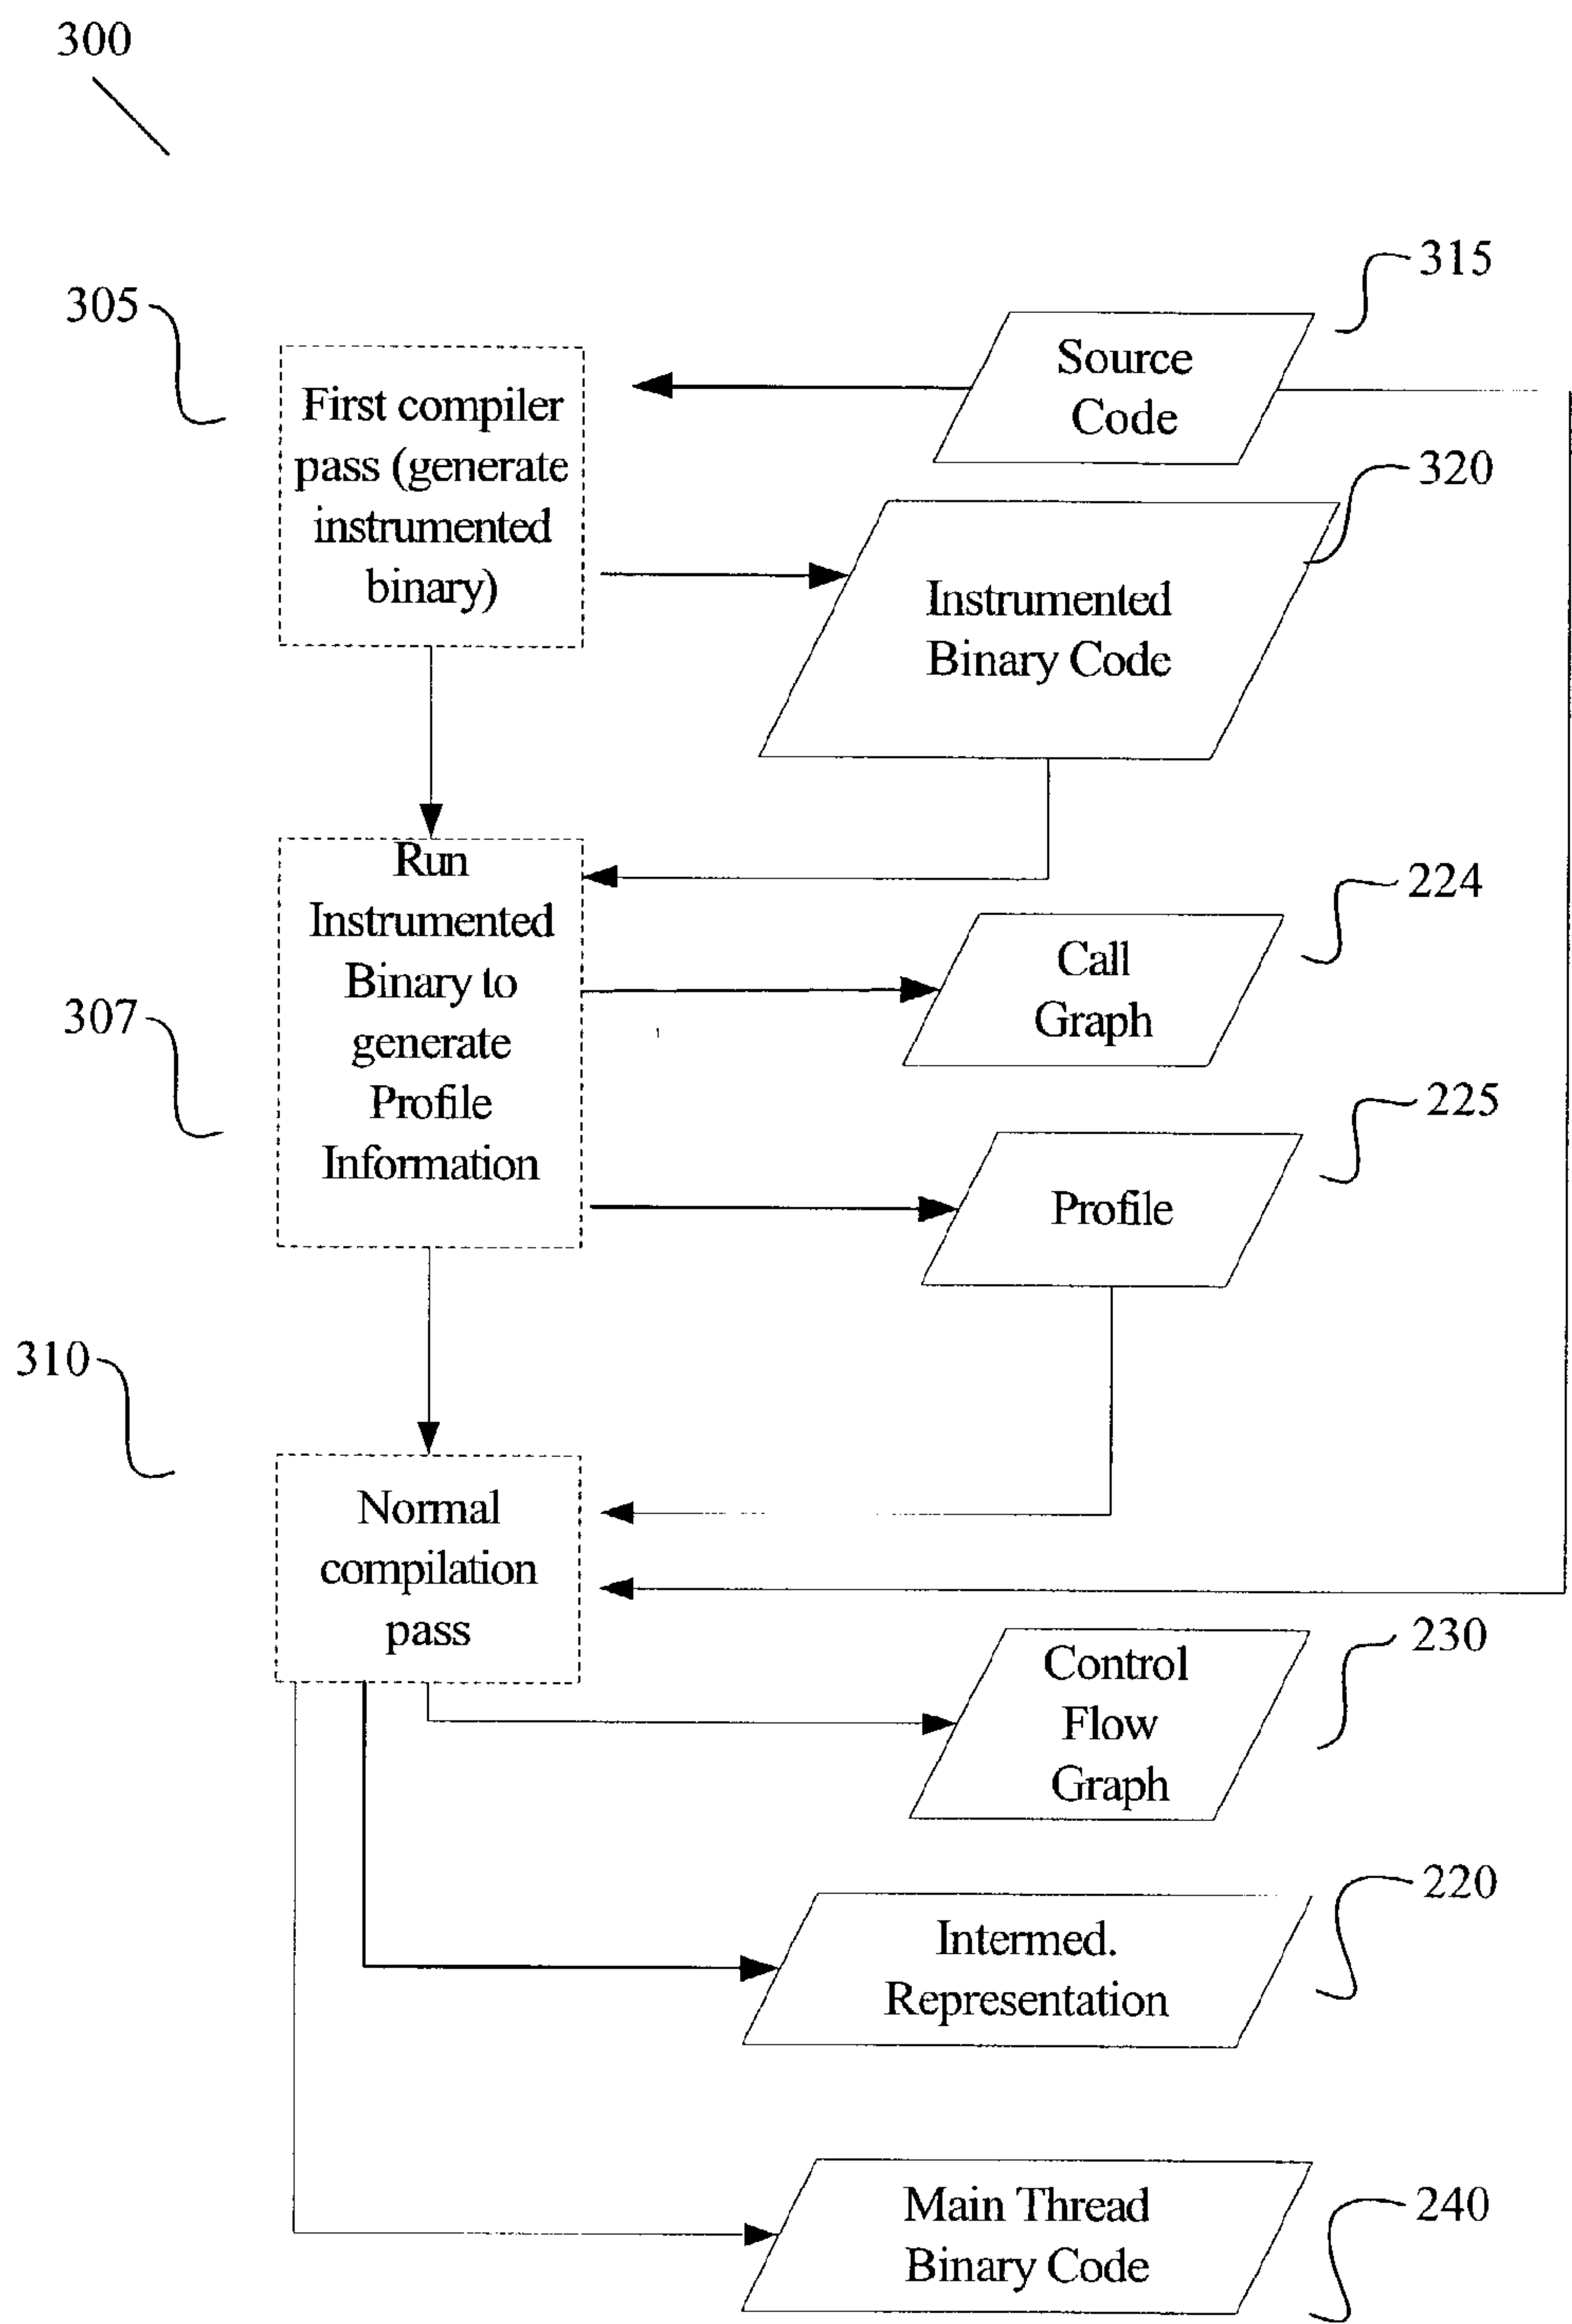 300
315
305
Source
Code
First compiler
pass (generate
instrumented
binary)
320
Instrumented
Binary Code
Run
Instrumented
Binary to
generate
Profile
Information
307
224
Call
Graph
225
Profile
310
Normal
compilation
pass
230
Control
Flow
Graph
220
Intermed.
Representation
240
Main Thread
Binary Code